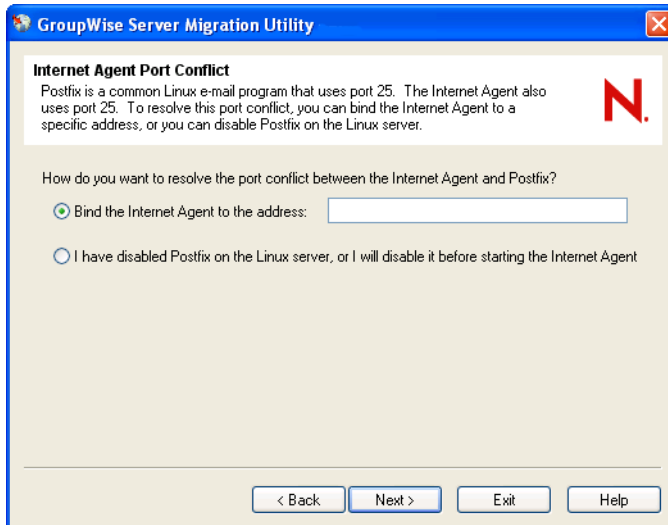 GroupWise Server Migration Utility
Internet Agent Port Conflict
Postfix is a common Linux e-mail program that uses port 25. The Internet Agent also
uses port 25. To resolve this port conflict, you can bind the Internet Agent to a
specific address, or you can disable Postfix on the Linux server.
N.
How do you want to resolve the port conflict between the Internet Agent and Postfix?
Bind the Internet Agent to the address:
I have disabled Postfix on the Linux server, or I will disable it before starting the Internet Agent
< Back Next > Exit Help